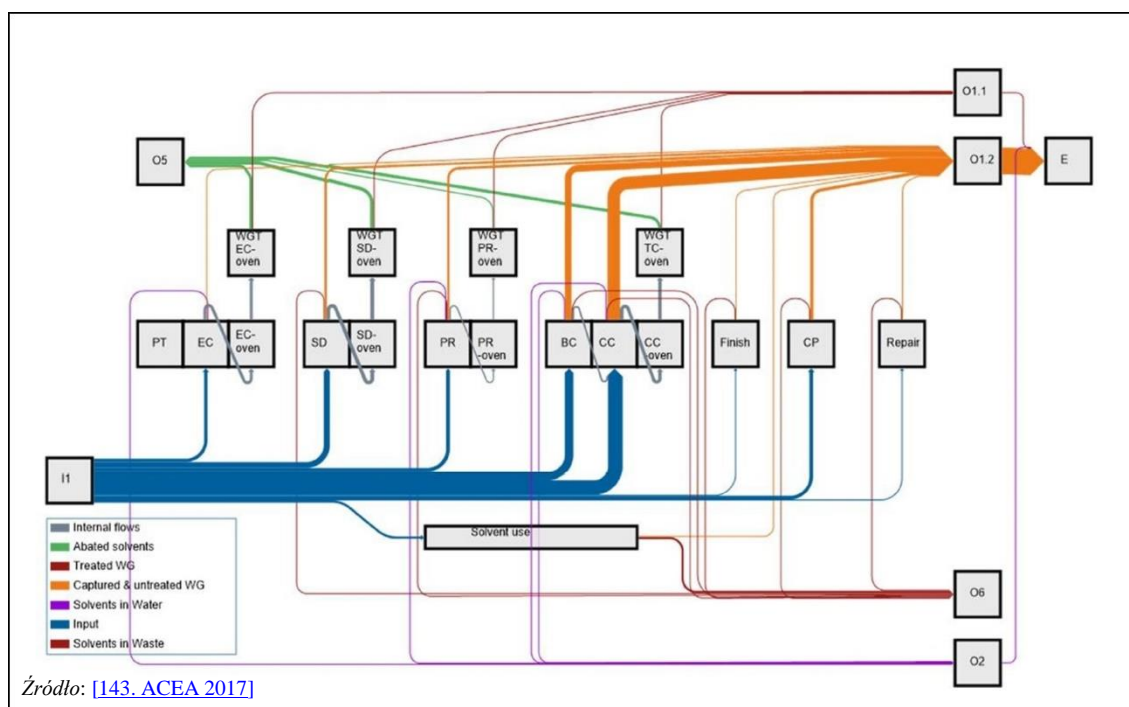 O1.1
O5
O1.2
E
WGT
EC-
oven
WGT
SD-
oven
WGT
PR-
oven
WGT
TC-
oven
PT
EC
EC-
oven
SD
SD-
oven
PR
PR
-oven
BC
CC
CC
-oven
Finish
CP
Repair
I1
Internal flows
Abated solvents
Treated WG
Captured & untreated WG
Solvents in Water
Input
Solvents in Waste
Solvent use
O6
O2
Źródło: [143. ACEA 2017]